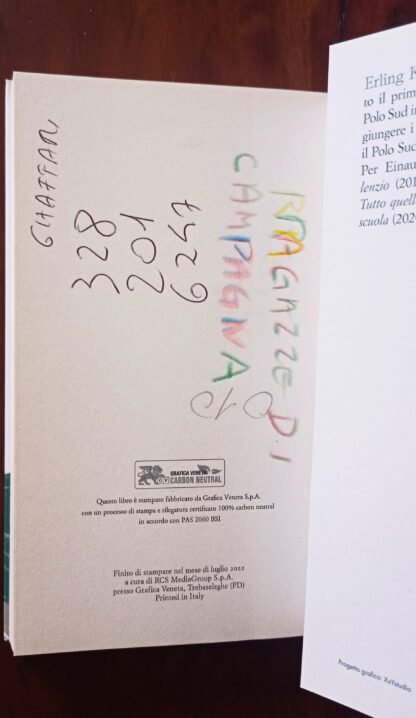 GHAFFAR
328
201
6247
RAGAZZE DI
CAMPAGNA
GRAFICA VENETA
CARBON NEUTRAL
Questo libro è stampato fabbricato da Grafica Veneta S.p.A.
con un processo di stampa e rilegatura certificato 100% carbon neutral
in accordo con PAS 2060 BSI
Finito di stampare nel mese di luglio 2022
a cura di RCS MediaGroup S.p.A.
presso Grafica Veneta, Trebaseleghe (PD)
Printed in Italy
Erling K
to il prim
Polo Sud in
giungere i
il Polo Sud
Per Einau
lenzio (201
Tutto quell
scuola (202
Progetto grafico: XxYstudio